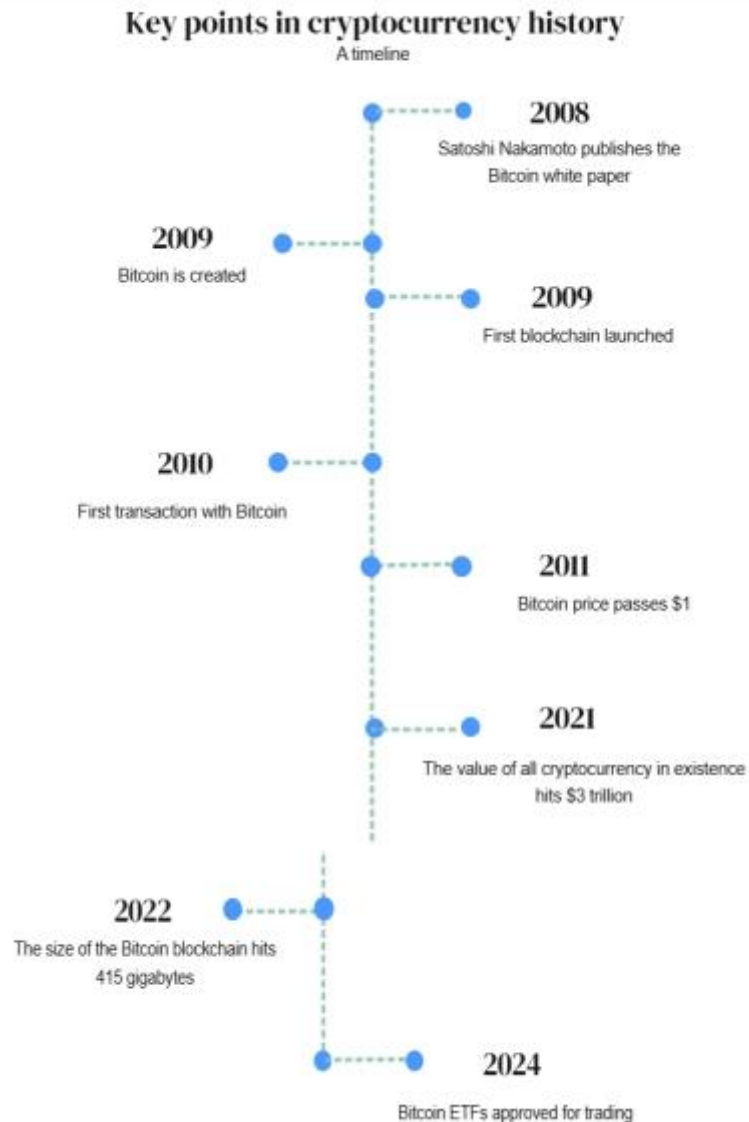 Key points in cryptocurrency history
A timeline
2008
Satoshi Nakamoto publishes the
Bitcoin white paper
2009
Bitcoin is created
2009
First blockchain launched
2010
First transaction with Bitcoin
2011
Bitcoin price passes $1
2021
The value of all cryptocurrency in existence
hits $3 trillion
2022
The size of the Bitcoin blockchain hits
415 gigabytes
2024
Bitcoin ETFs approved for trading